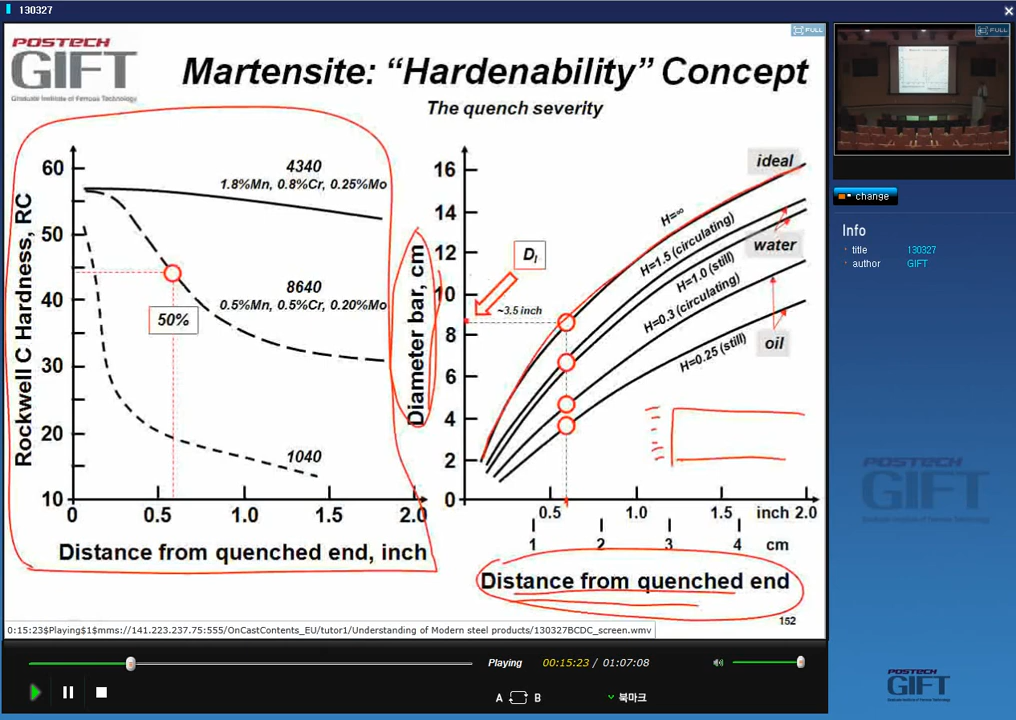 130327
POSTECH
GIFT
Graduate Institute of Ferrous Technology
Martensite: “Hardenability” Concept
The quench severity
FULL
FULL
Rockwell C Hardness, RC
60
50
40
30
20
10
0
0.5
1.0
1.5
2.0
Distance from quenched end, inch
4340
1.8%Mn, 0.8%Cr, 0.25%Mo
8640
0.5%Mn, 0.5%Cr, 0.20%Mo
50%
1040
Diameter bar, cm
16
14
12
10
8
6
4
2
0
DI
~3.5 inch
H=∞
H=1.5 (circulating)
H=1.0 (still)
H=0.3 (circulating)
H=0.25 (still)
ideal
water
oil
0.5
1.0
1.5
inch 2.0
1
2
3
4
cm
Distance from quenched end
152
0:15:23$Playing$1$mms://141.223.237.75:555/OnCastContents_EU/tutor1/Understanding of Modern steel products/130327BCDC_screen.wmv
Playing
00:15:23 / 01:07:08
A
B
북마크
change
Info
title
130327
author
GIFT
POSTECH
GIFT
POSTECH
GIFT